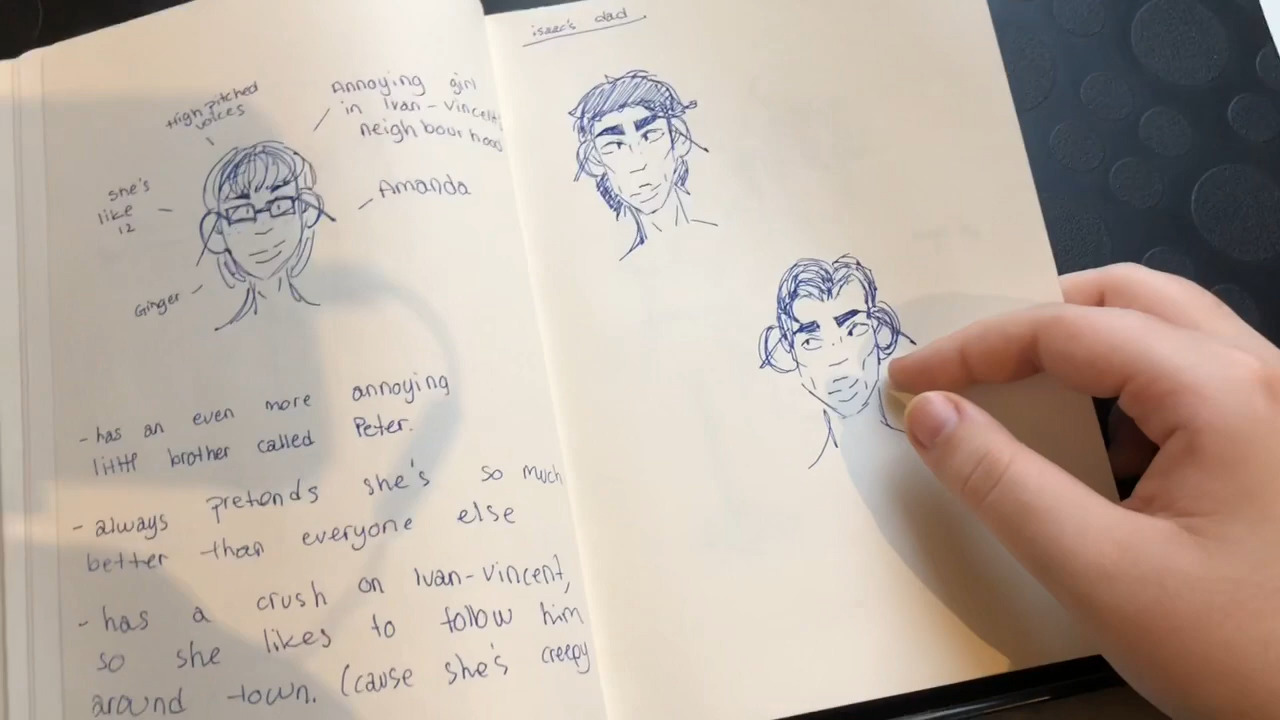 High pitched
voices
Annoying girl
in Ivan-Vincent's
neighbourhood
she's
like
12
Amanda
Ginger
- has an even more annoying
little brother called Peter.
- always pretends she's so much
better than everyone else
- has a crush on Ivan-Vincent,
so she likes to follow him
around town. (cause she's creepy
isaac's dad